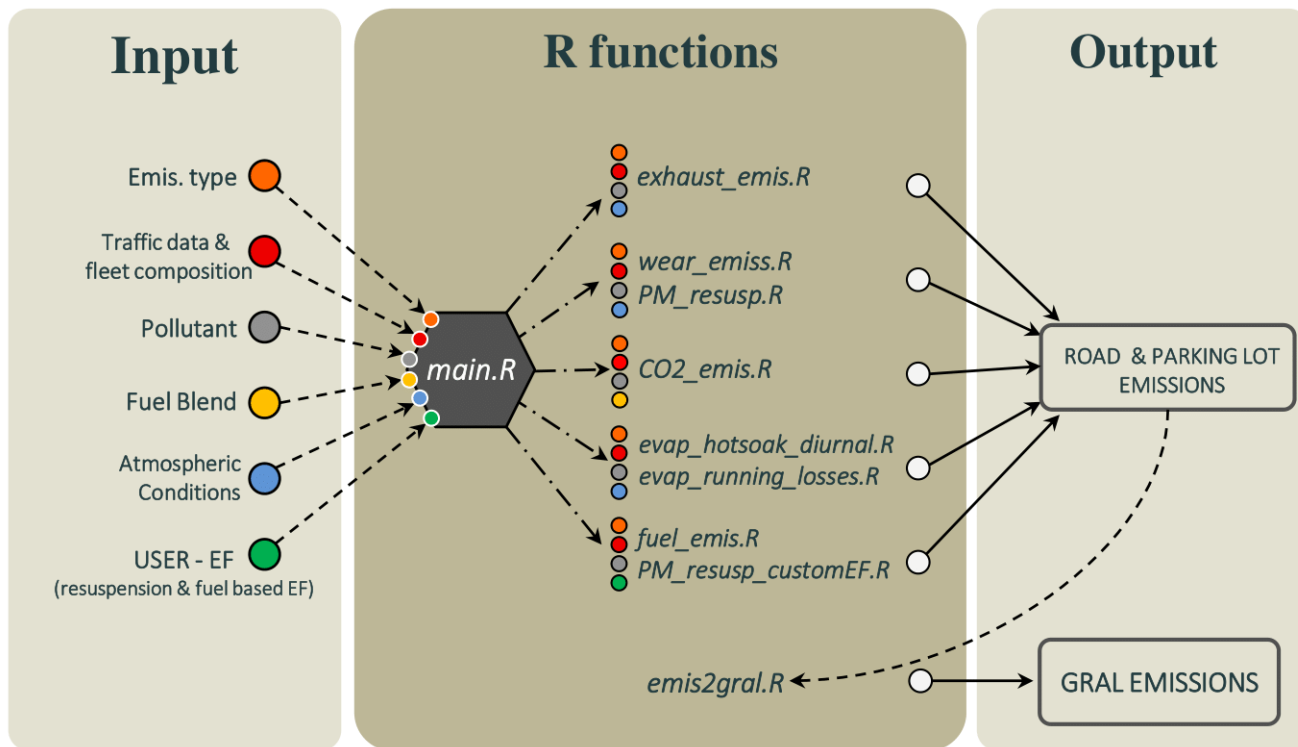 Input
R functions
Output
Emis. type
Traffic data &
fleet composition
Pollutant
Fuel Blend
Atmospheric
Conditions
USER - EF
(resuspension & fuel based EF)
main.R
exhaust_emis.R
wear_emiss.R
PM_resusp.R
CO2_emis.R
evap_hotsoak_diurnal.R
evap_running_losses.R
fuel_emis.R
PM_resusp_customEF.R
emis2gral.R
ROAD & PARKING LOT
EMISSIONS
GRAL EMISSIONS